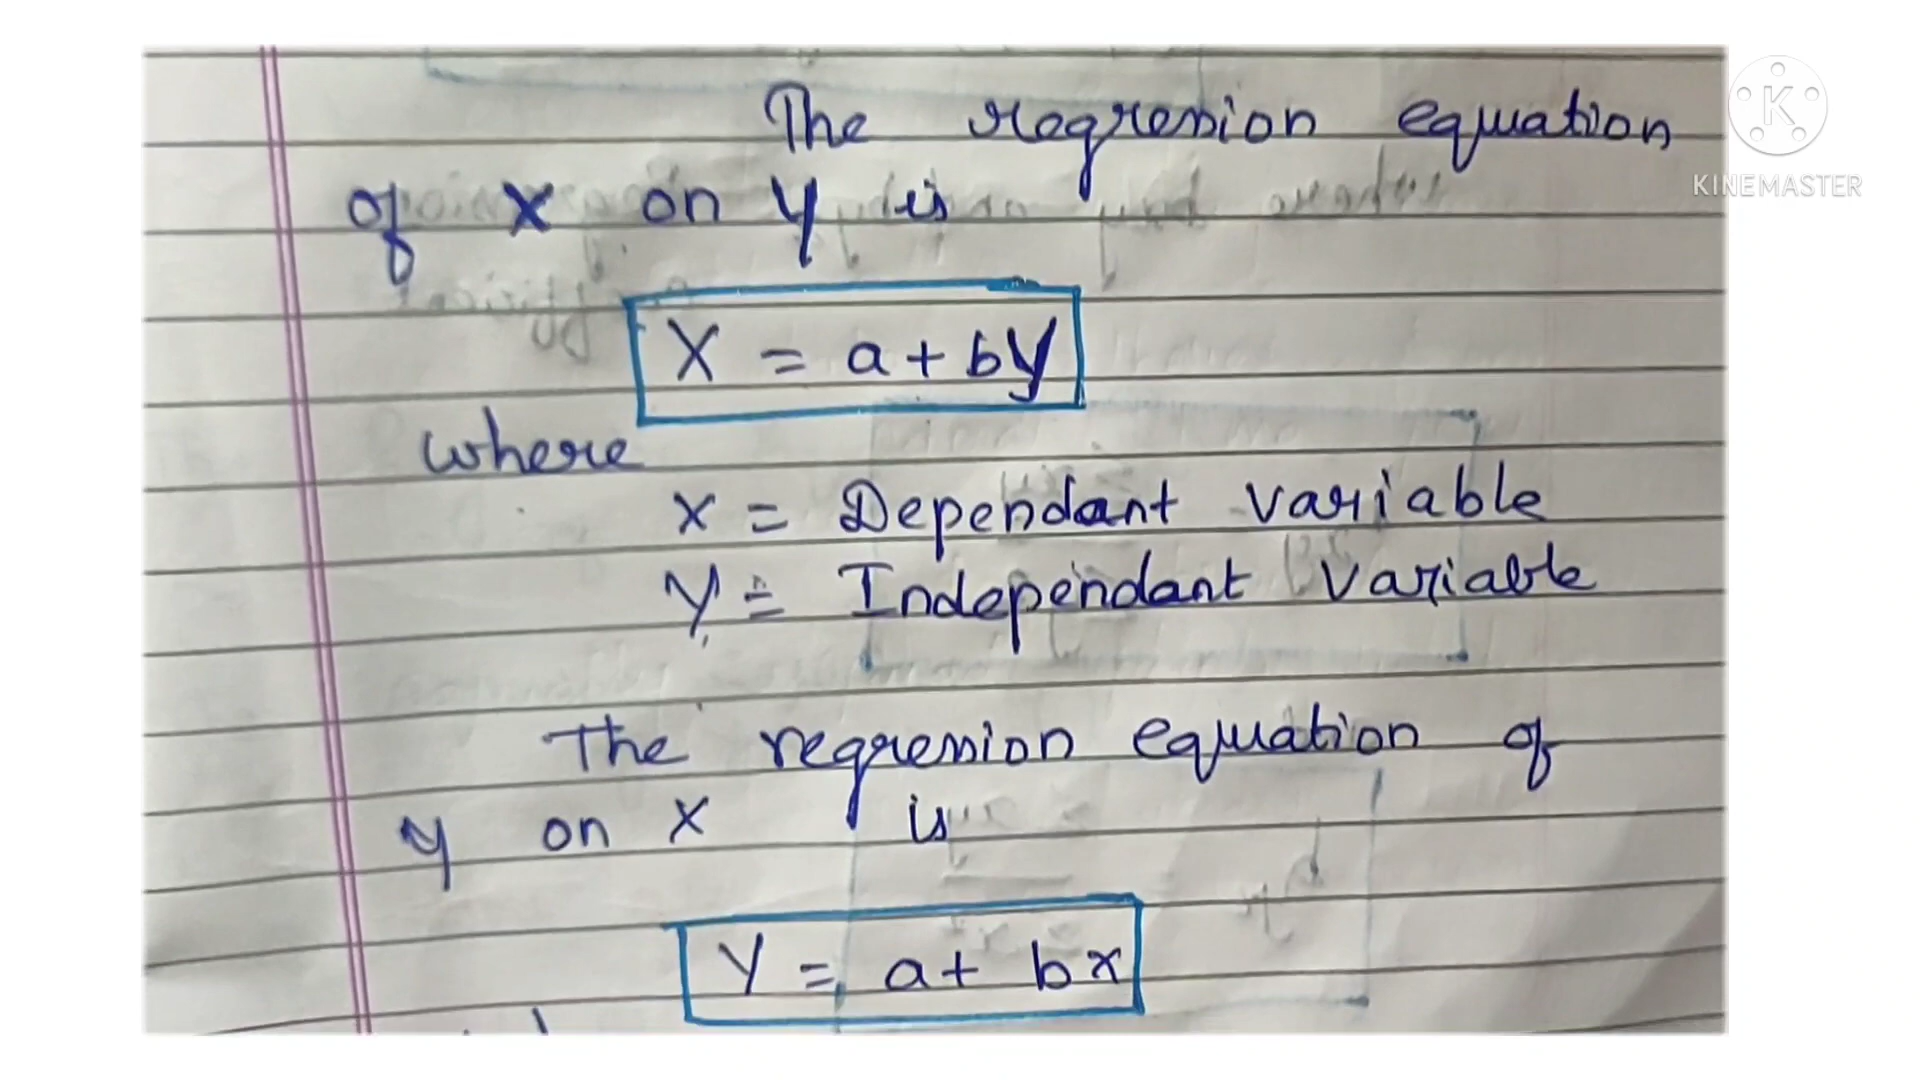 The regression equation
of X on Y is
X = a + by
where
X = Dependant variable
Y = Independant variable
The regression equation of
y on X is
Y = a + bx
K
KINEMASTER